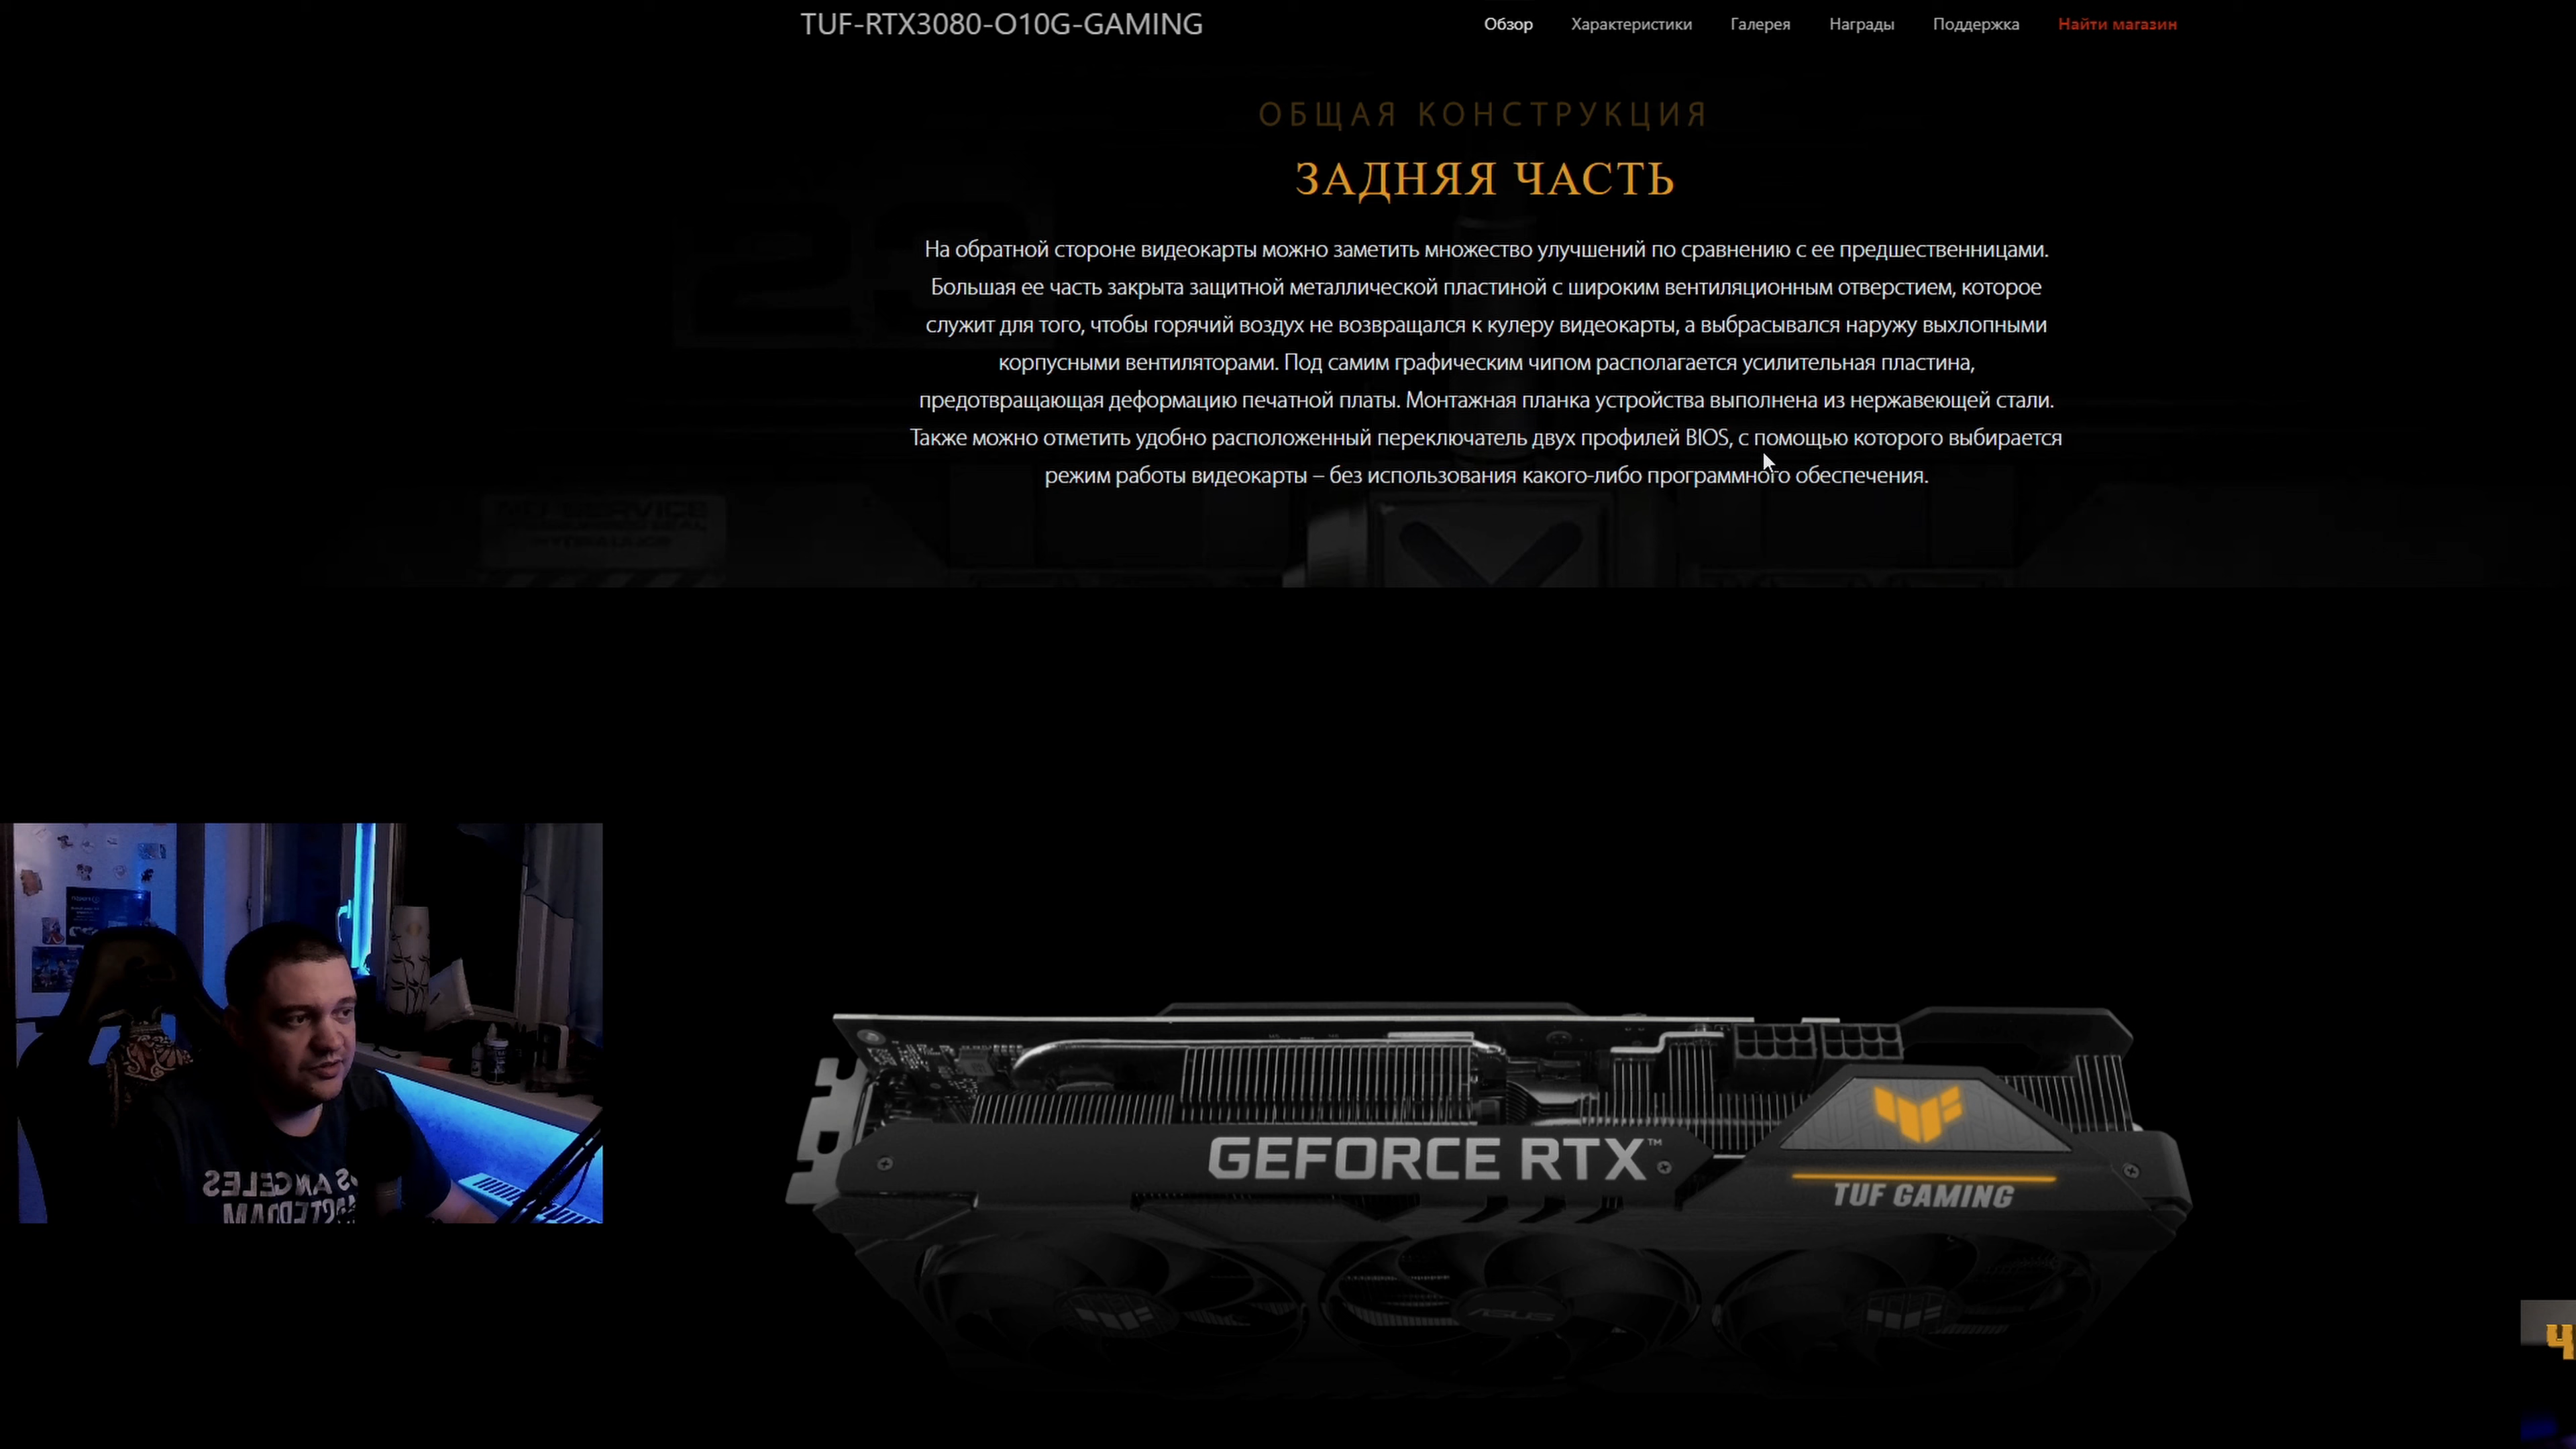 TUF-RTX3080-O10G-GAMING
Обзор Характеристики Галерея Награды Поддержка Найти магазин
ОБЩАЯ КОНСТРУКЦИЯ
ЗАДНЯЯ ЧАСТЬ
На обратной стороне видеокарты можно заметить множество улучшений по сравнению с ее предшественницами.
Большая ее часть закрыта защитной металлической пластиной с широким вентиляционным отверстием, которое
служит для того, чтобы горячий воздух не возвращался к кулеру видеокарты, а выбрасывался наружу выхлопными
корпусными вентиляторами. Под самим графическим чипом располагается усилительная пластина,
предотвращающая деформацию печатной платы. Монтажная планка устройства выполнена из нержавеющей стали.
Также можно отметить удобно расположенный переключатель двух профилей BIOS, с помощью которого выбирается
режим работы видеокарты – без использования какого-либо программного обеспечения.
GEFORCE RTX™
TUF GAMING
ASUS
ANGELES
Ч